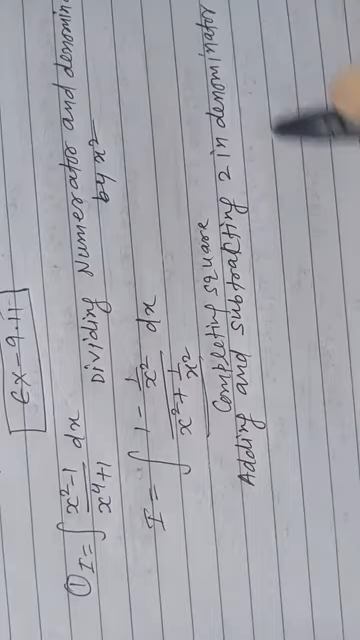 Ex-9.11
① I = ∫ x²-1 / x⁴+1 dx Dividing Numerator and
by x²
I = ∫ 1 - 1/x² / x² + 1/x² dx
Completing square
Adding and subtracting 2 in denominator